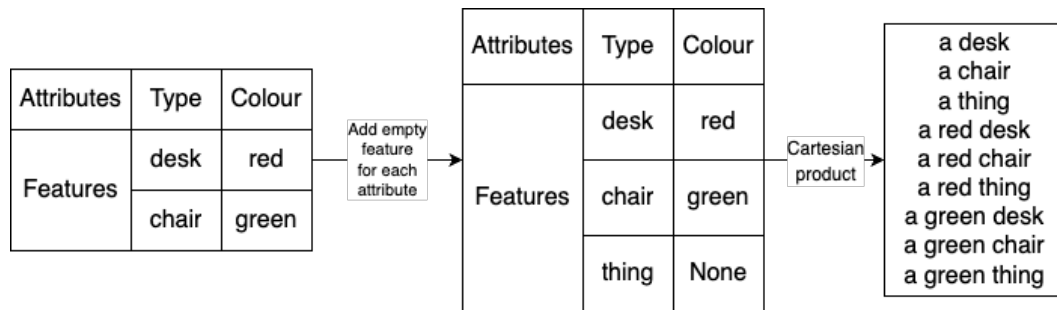 Attributes Type Colour
Features
desk red
chair green
Add empty
feature
for each
attribute
Attributes Type Colour
Features
desk red
chair green
thing None
Cartesian
product
a desk
a chair
a thing
a red desk
a red chair
a red thing
a green desk
a green chair
a green thing